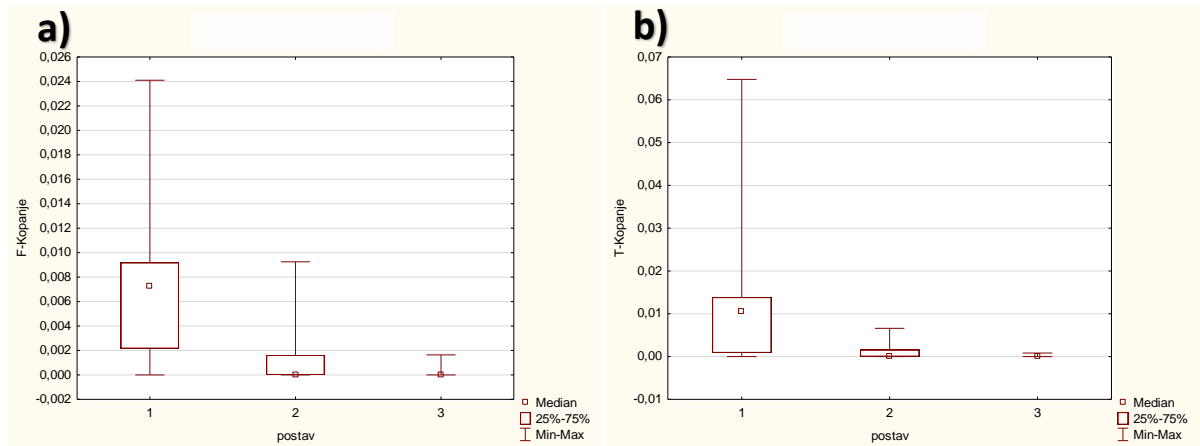 a)
F-Kopanje
0,026
0,024
0,022
0,020
0,018
0,016
0,014
0,012
0,010
0,008
0,006
0,004
0,002
0,000
-0,002
1 2 3
postav
Median
25%-75%
Min-Max
b)
T-Kopanje
0,07
0,06
0,05
0,04
0,03
0,02
0,01
0,00
-0,01
1 2 3
postav
Median
25%-75%
Min-Max